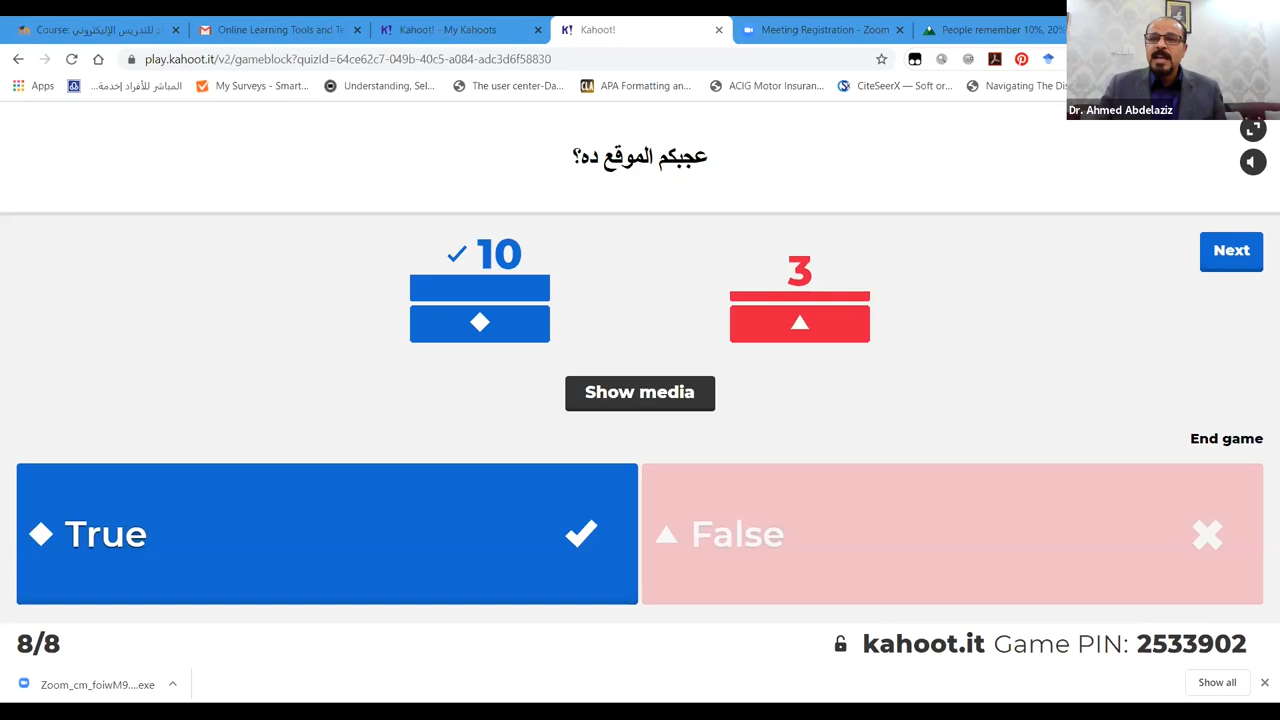 Course: للتدريس الإليكتروني
Online Learning Tools and Te
Kahoot! - My Kahoots
Kahoot!
Meeting Registration - Zoom
People remember 10%, 20%
play.kahoot.it/v2/gameblock?quizId=64ce62c7-049b-40c5-a084-adc3d6f58830
Apps
المباشر للأفراد |خدمة...
My Surveys - Smart...
Understanding, Sel...
The user center-Da...
APA Formatting an...
ACIG Motor Insuran...
CiteSeerX — Soft or...
Navigating The Dis
Dr. Ahmed Abdelaziz
عجبكم الموقع ده؟
10
3
Next
Show media
End game
True
False
8/8
kahoot.it Game PIN: 2533902
Zoom_cm_foiwM9....exe
Show all